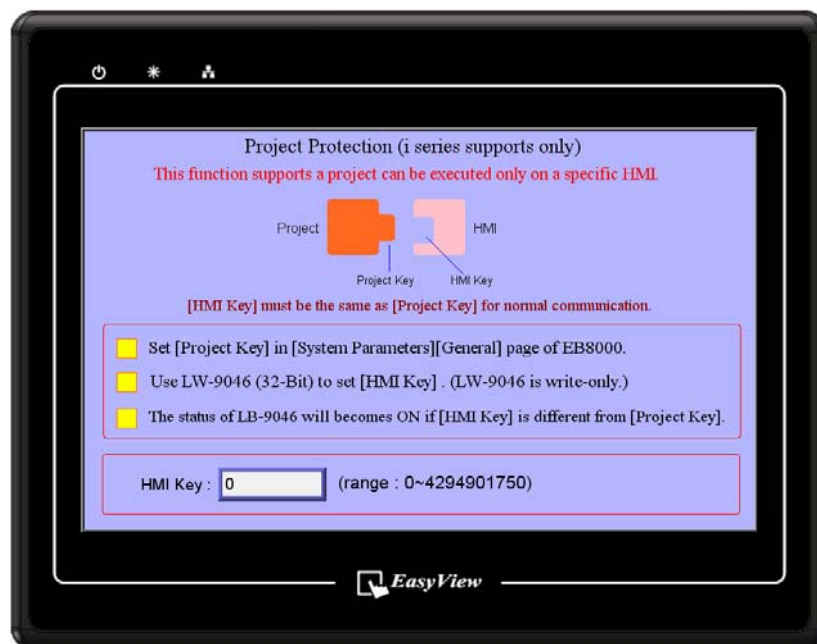 Project Protection (i series supports only)
This function supports a project can be executed only on a specific HMI.
Project
HMI
Project Key
HMI Key
[HMI Key] must be the same as [Project Key] for normal communication.
Set [Project Key] in [System Parameters][General] page of EB8000.
Use LW-9046 (32-Bit) to set [HMI Key] . (LW-9046 is write-only.)
The status of LB-9046 will becomes ON if [HMI Key] is different from [Project Key].
HMI Key : 0 (range : 0~4294901750)
EasyView